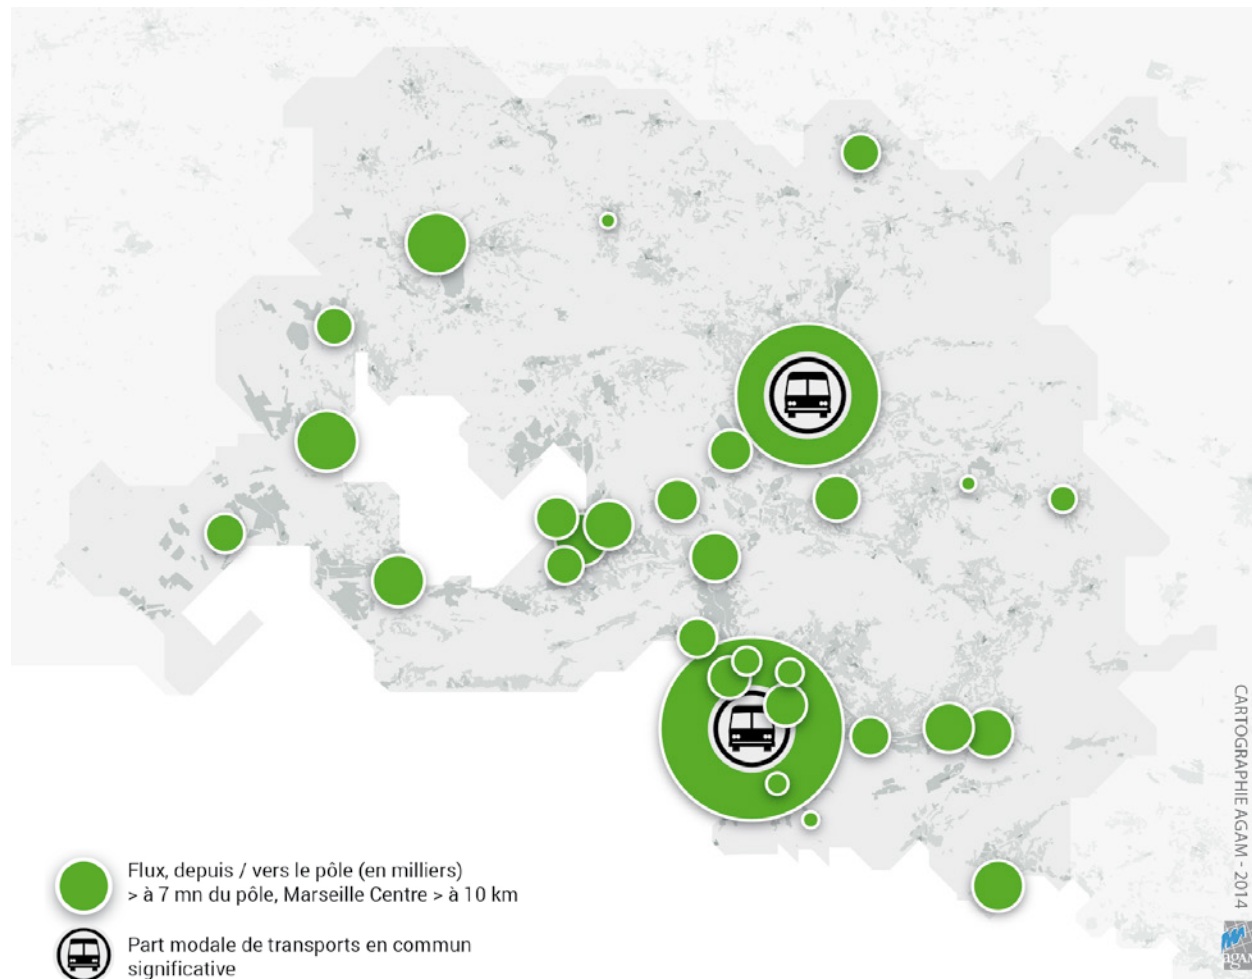 CARTOGRAPHIE AGAM - 2014
agAM
Flux, depuis / vers le pôle (en milliers)
> à 7 mn du pôle, Marseille Centre > à 10 km
Part modale de transports en commun
significative